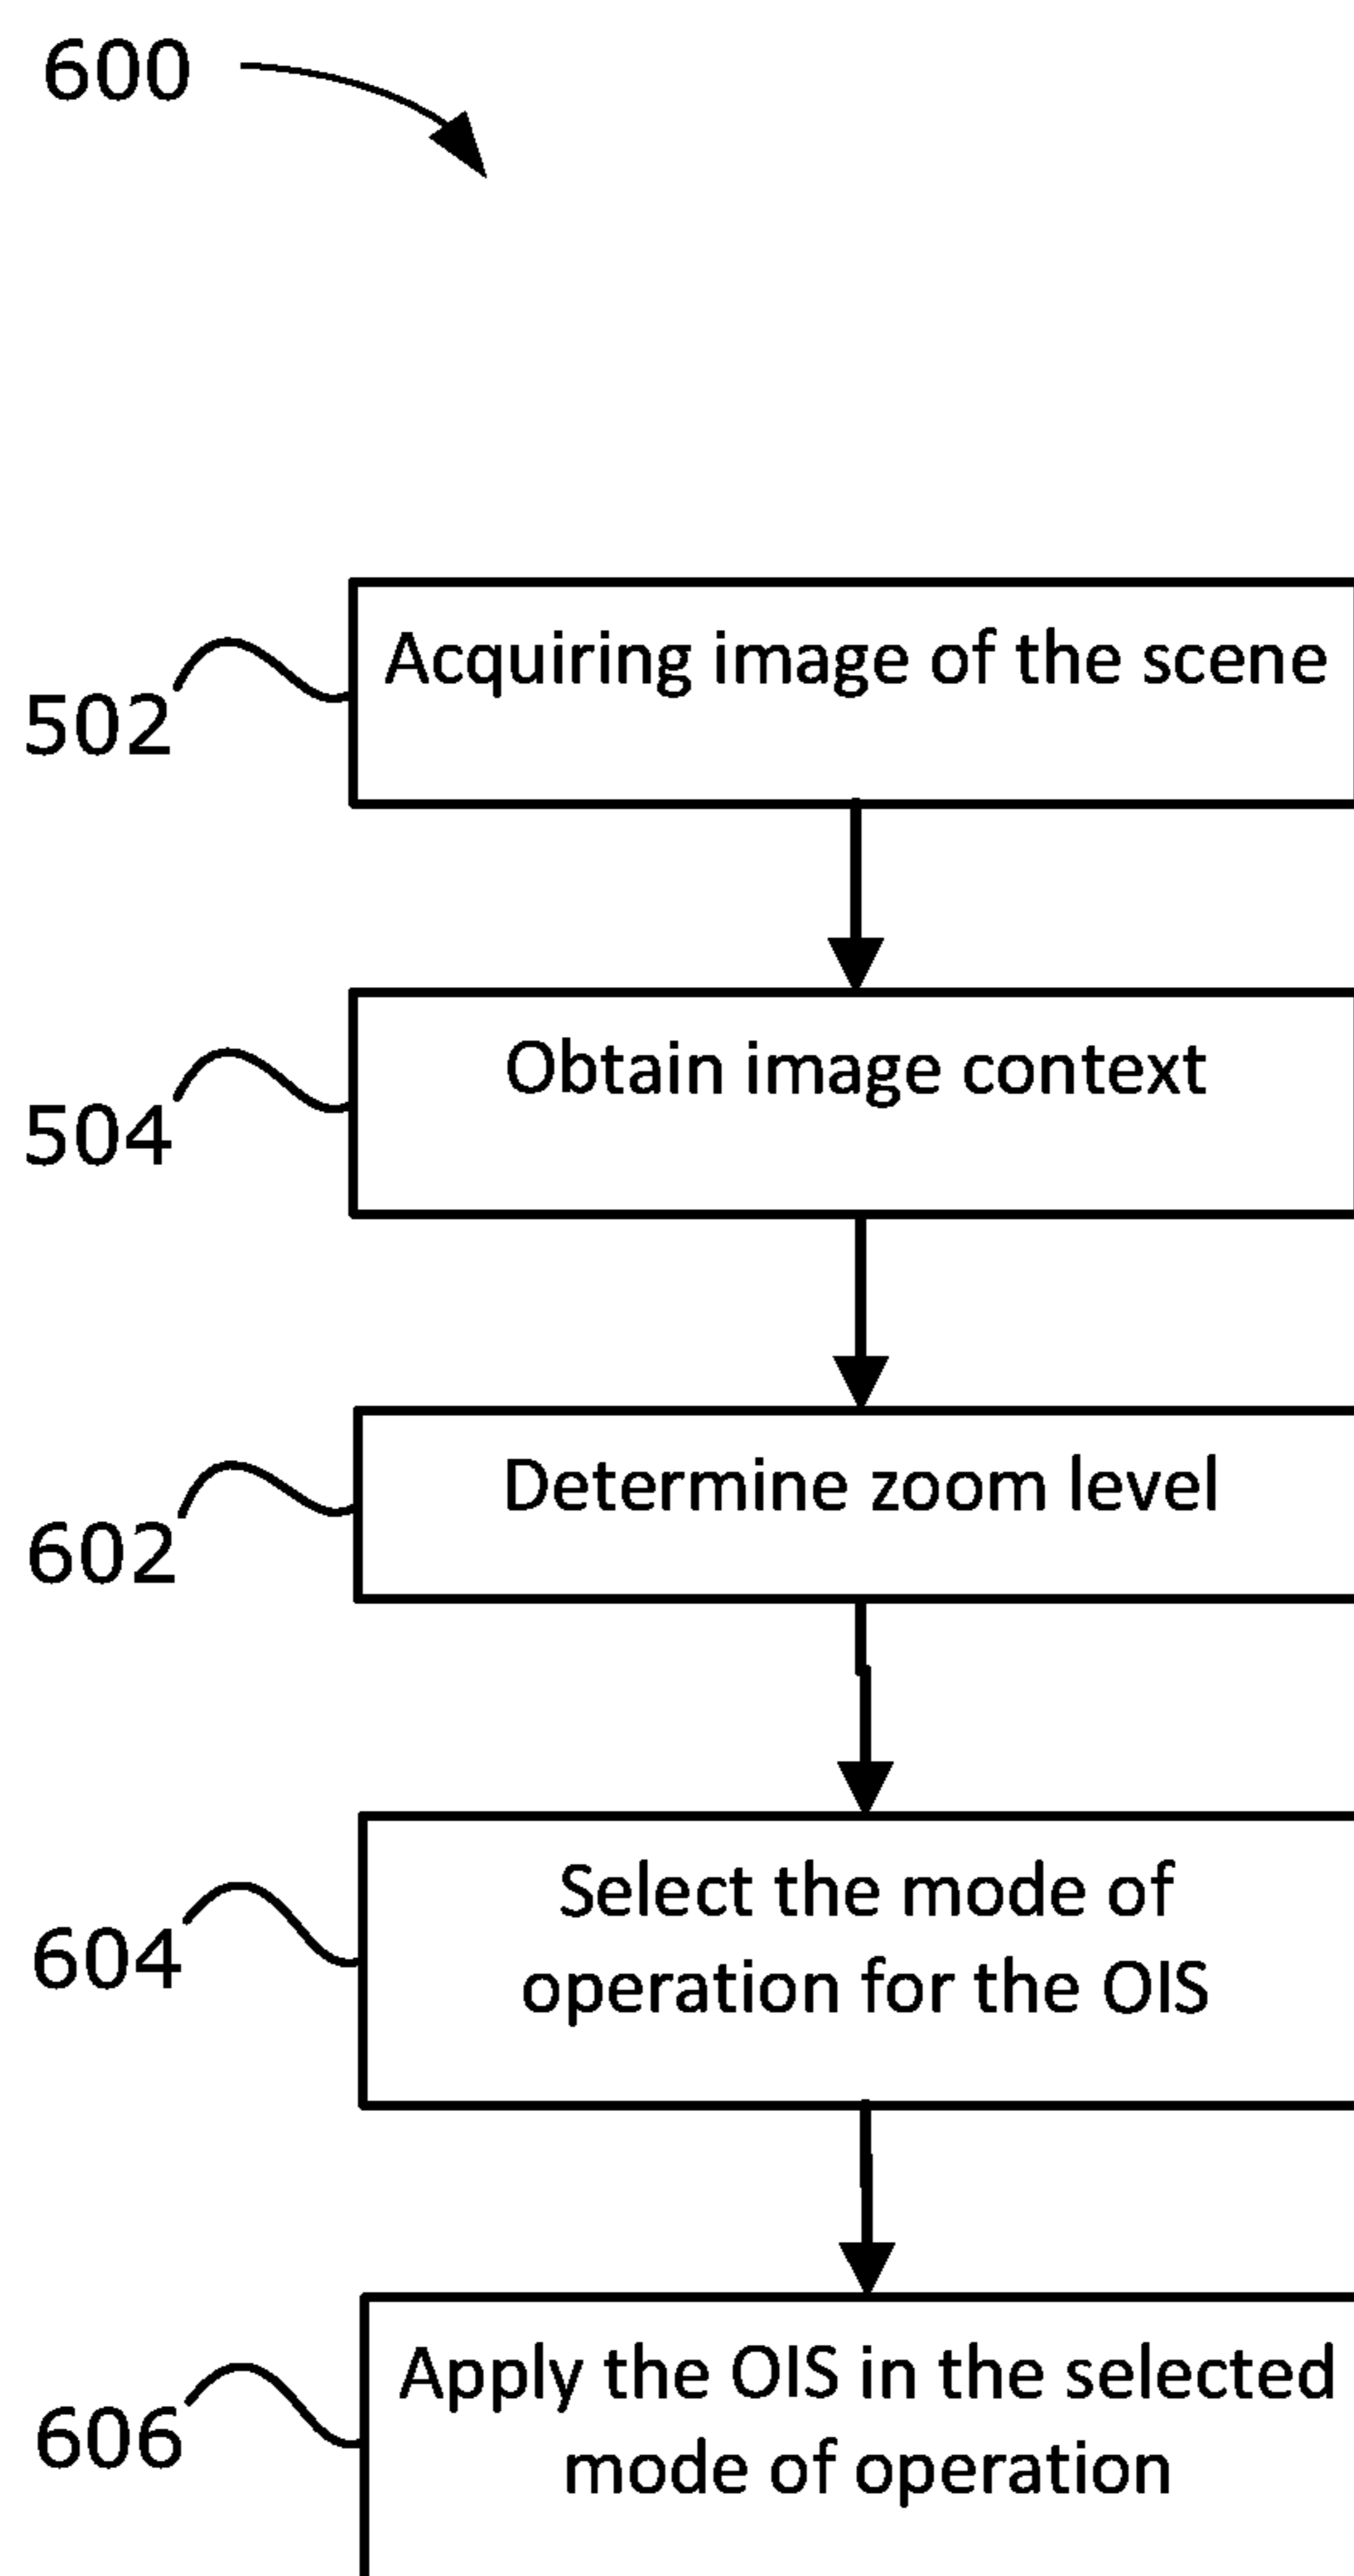 600
Acquiring image of the scene
502
Obtain image context
504
Determine zoom level
602
Select the mode of
operation for the OIS
604
Apply the OIS in the selected
mode of operation
606